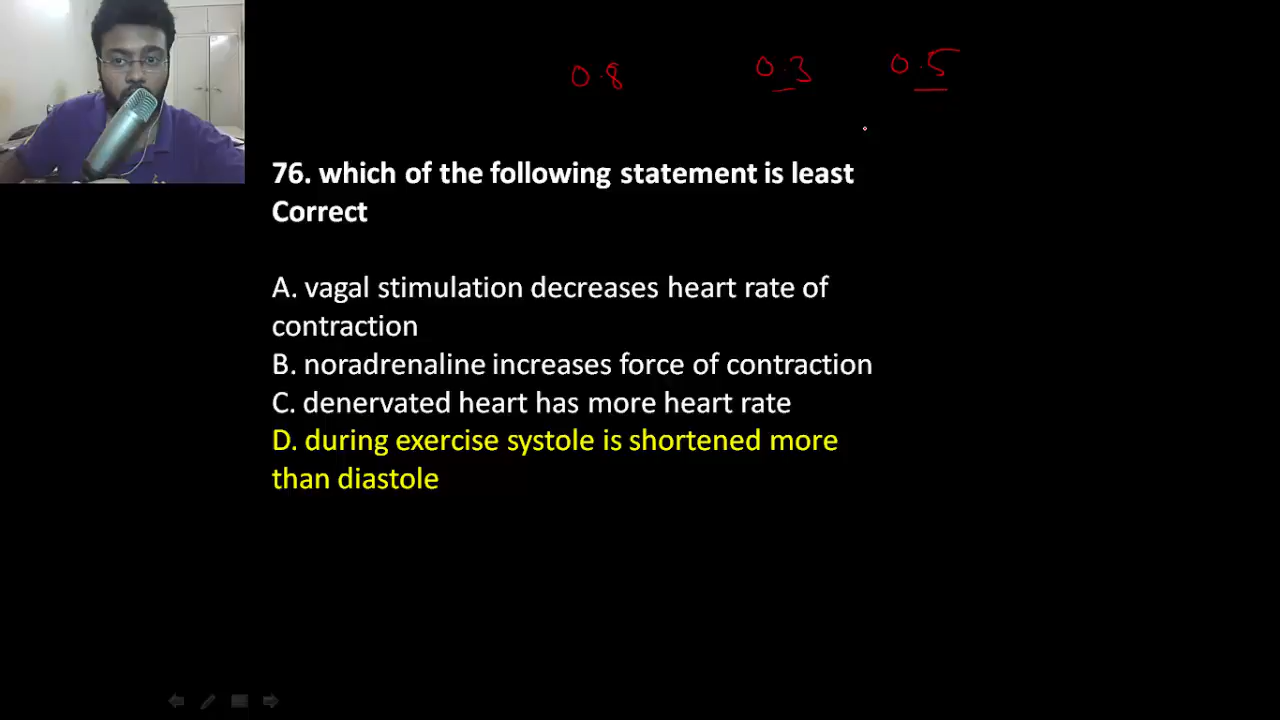 0.8 0.3 0.5
76. which of the following statement is least
Correct
A. vagal stimulation decreases heart rate of
contraction
B. noradrenaline increases force of contraction
C. denervated heart has more heart rate
D. during exercise systole is shortened more
than diastole